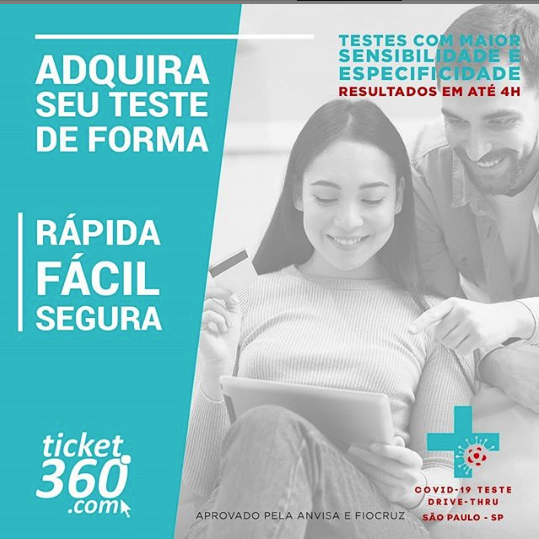 ADQUIRA
SEU TESTE
DE FORMA
RÁPIDA
FÁCIL
SEGURA
ticket
360
.com
TESTES COM MAIOR
SENSIBILIDADE E
ESPECIFICIDADE
RESULTADOS EM ATÉ 4H
COVID-19 TESTE
DRIVE-THRU
SÃO PAULO - SP
APROVADO PELA ANVISA E FIOCRUZ